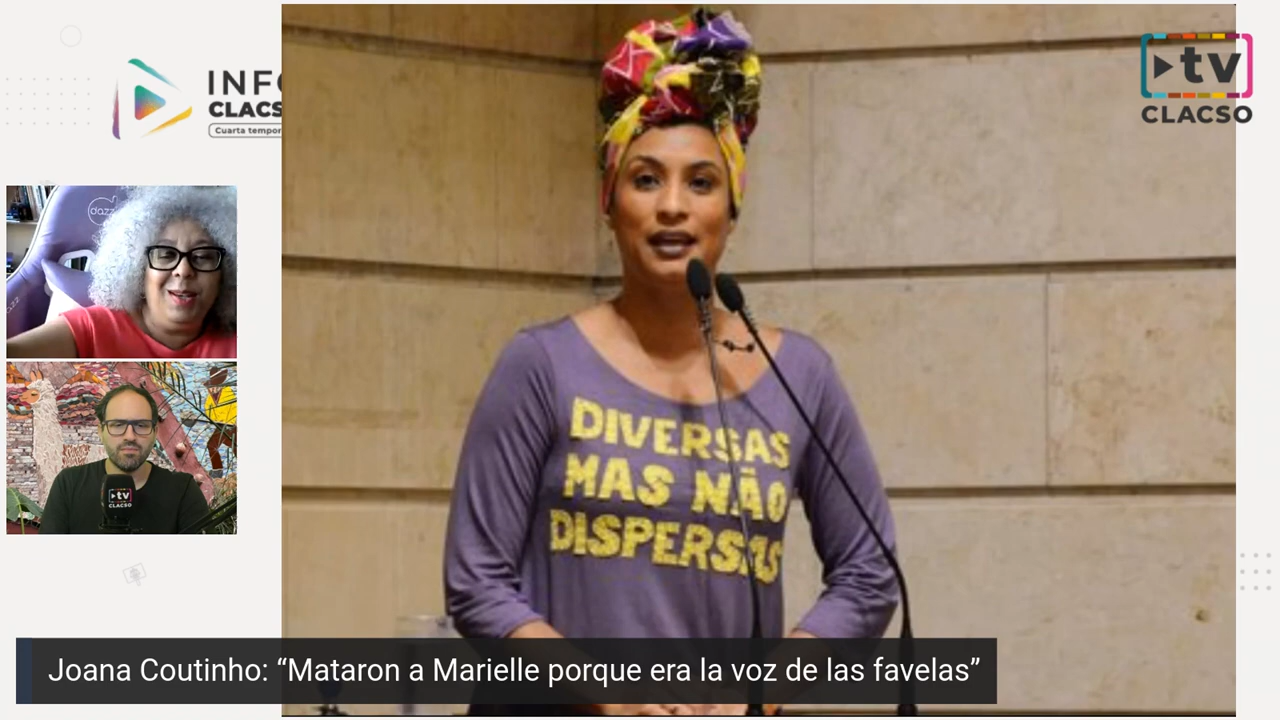 INFO
CLACS
Cuarta tempor
tv
CLACSO
dazz
tv
CLACSO
DIVERSAS
MAS NÃO
DISPERSAS
Joana Coutinho: “Mataron a Marielle porque era la voz de las favelas”